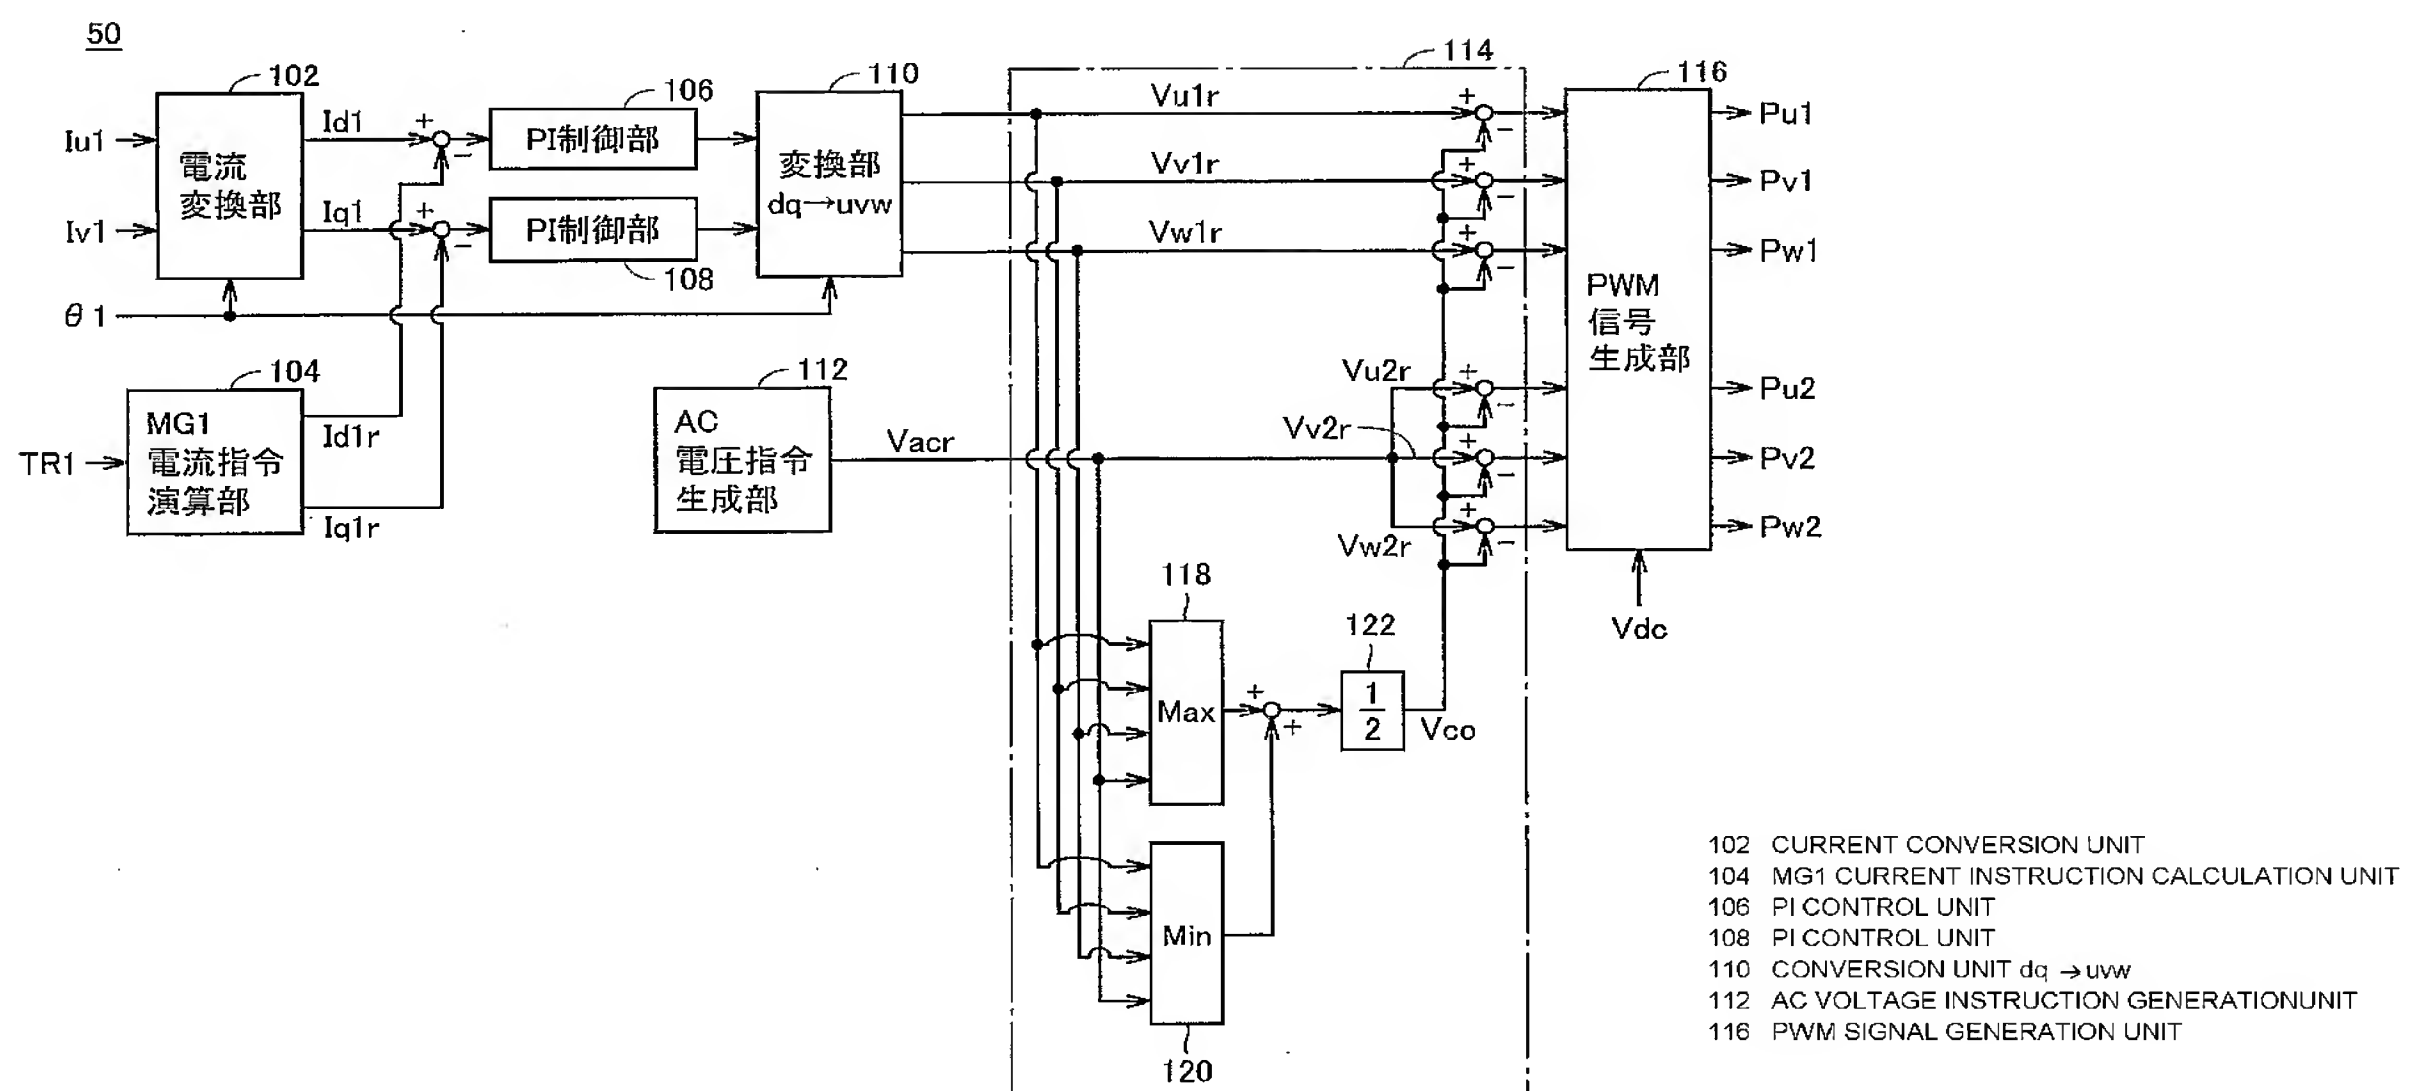 50
102
Iu1
Iv1
電流
変換部
θ1
Id1
+
−
Iq1
+
−
106
PI制御部
PI制御部
108
110
変換部
dq→uvw
104
TR1
MG1
電流指令
演算部
Id1r
Iq1r
112
AC
電圧指令
生成部
Vacr
114
Vu1r
+
−
Vv1r
+
−
Vw1r
+
−
Vu2r
+
−
Vv2r
+
−
Vw2r
+
−
116
PWM
信号
生成部
Pu1
Pv1
Pw1
Pu2
Pv2
Pw2
Vdc
118
Max
+
+
122
1
2
Vco
Min
120
102 CURRENT CONVERSION UNIT
104 MG1 CURRENT INSTRUCTION CALCULATION UNIT
106 PI CONTROL UNIT
108 PI CONTROL UNIT
110 CONVERSION UNIT dq →uvw
112 AC VOLTAGE INSTRUCTION GENERATIONUNIT
116 PWM SIGNAL GENERATION UNIT